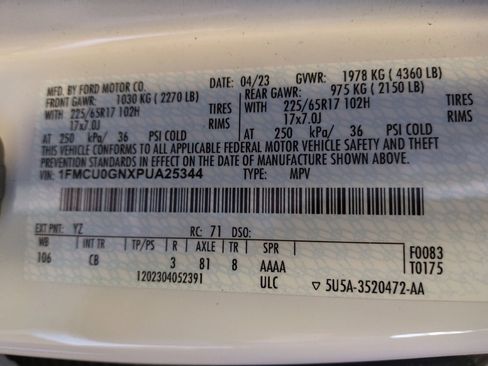 MFD. BY FORD MOTOR CO.
DATE: 04/23 GVWR: 1978 KG ( 4360 LB)
FRONT GAWR: 1030 KG ( 2270 LB)
REAR GAWR: 975 KG ( 2150 LB)
WITH 225/65R17 102H TIRES
17x7.0J RIMS
WITH 225/65R17 102H TIRES
17x7.0J RIMS
AT 250 kPa/ 36 PSI COLD
AT 250 kPa/ 36 PSI COLD
THIS VEHICLE CONFORMS TO ALL APPLICABLE FEDERAL MOTOR VEHICLE SAFETY AND THEFT
PREVENTION STANDARDS IN EFFECT ON THE DATE OF MANUFACTURE SHOWN ABOVE.
VIN: 1FMCU0GNXPUA25344
TYPE: MPV
EXT PNT: YZ RC: 71 DSO:
WB INT TR TP/PS R AXLE TR SPR
106 CB 3 81 8 AAAA
F0083
T0175
1202304052391 ULC ▽ 5U5A-3520472-AA